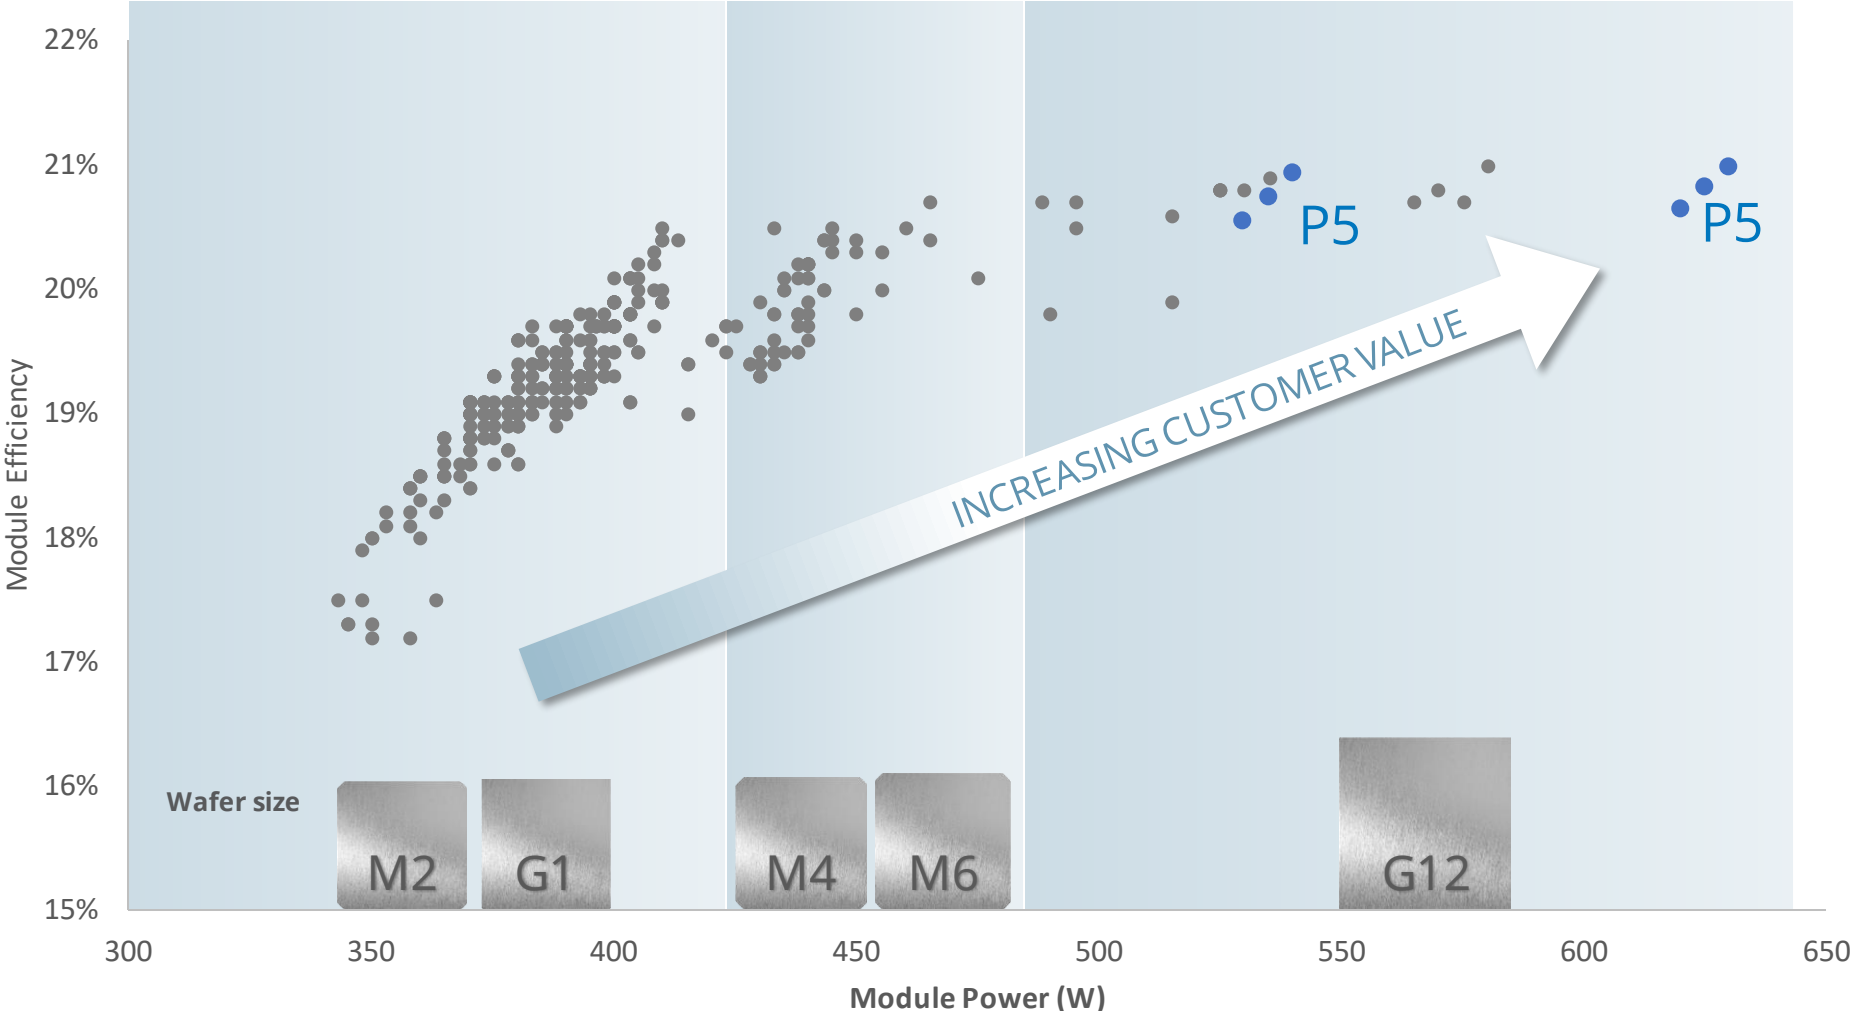 22%
21%
20%
19%
18%
17%
16%
15%
Module Efficiency
P5
P5
INCREASING CUSTOMER VALUE
Wafer size
M2
G1
M4
M6
G12
300 350 400 450 500 550 600 650
Module Power (W)